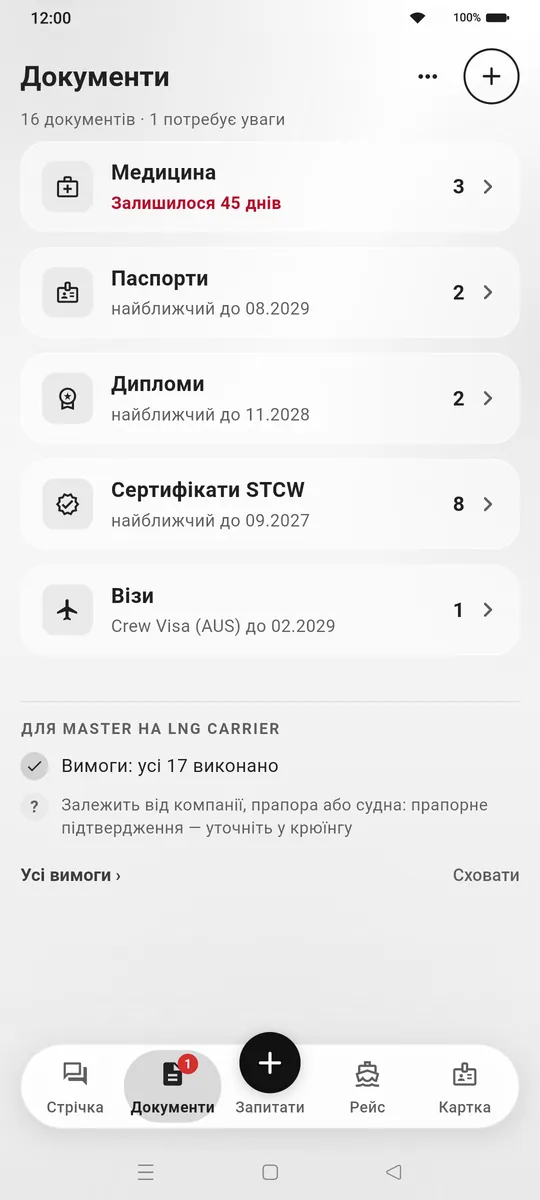 12:00
100%
Документи
16 документів · 1 потребує уваги
Медицина
Залишилося 45 днів
3
Паспорти
найближчий до 08.2029
2
Дипломи
найближчий до 11.2028
2
Сертифікати STCW
найближчий до 09.2027
8
Візи
Crew Visa (AUS) до 02.2029
1
ДЛЯ MASTER НА LNG CARRIER
Вимоги: усі 17 виконано
? Залежить від компанії, прапора або судна: прапорне
підтвердження — уточніть у крюїнгу
Усі вимоги ›
Сховати
1
Стрічка
Документи
Запитати
Рейс
Картка